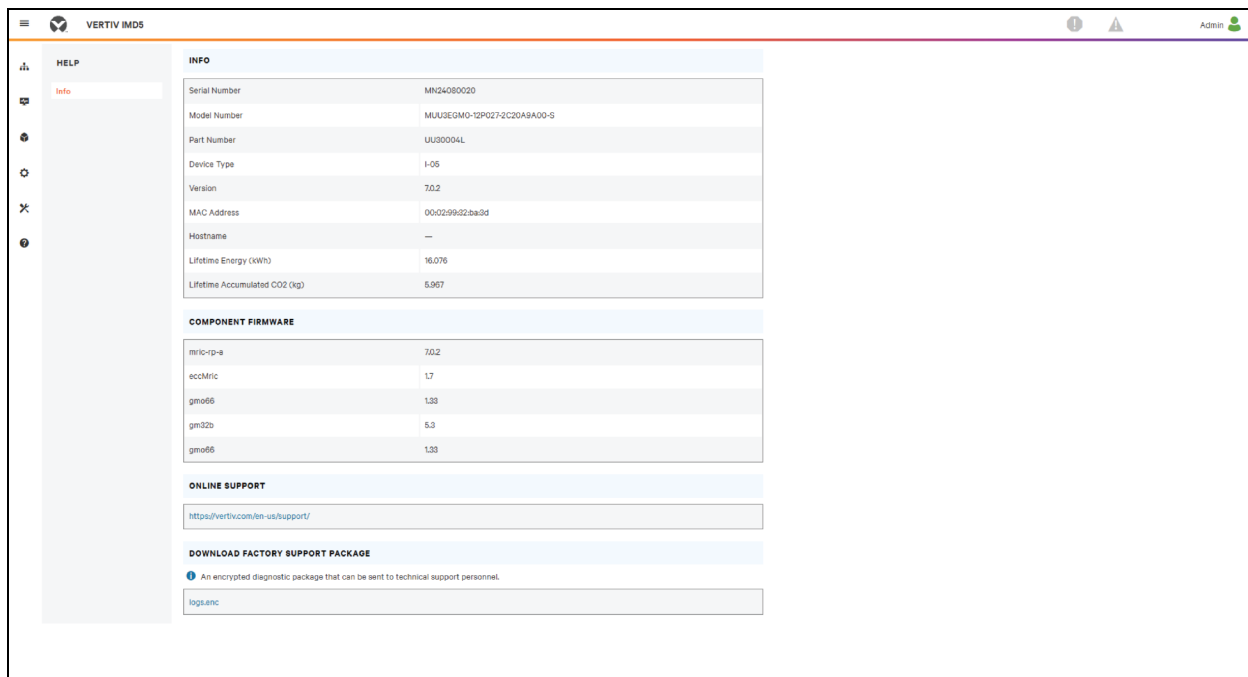 VERTIV IMD5
Admin
HELP
Info
INFO
Serial Number MN24080020
Model Number MUU3EGM0-12P027-2C20A9A00-S
Part Number UU30004L
Device Type I-05
Version 7.0.2
MAC Address 00:02:99:32:ba:3d
Hostname —
Lifetime Energy (kWh) 16.076
Lifetime Accumulated CO2 (kg) 5.967
COMPONENT FIRMWARE
mric-rp-a 7.0.2
eccMric 1.7
gmo66 1.33
gm32b 5.3
gmo66 1.33
ONLINE SUPPORT
https://vertiv.com/en-us/support/
DOWNLOAD FACTORY SUPPORT PACKAGE
An encrypted diagnostic package that can be sent to technical support personnel.
logs.enc